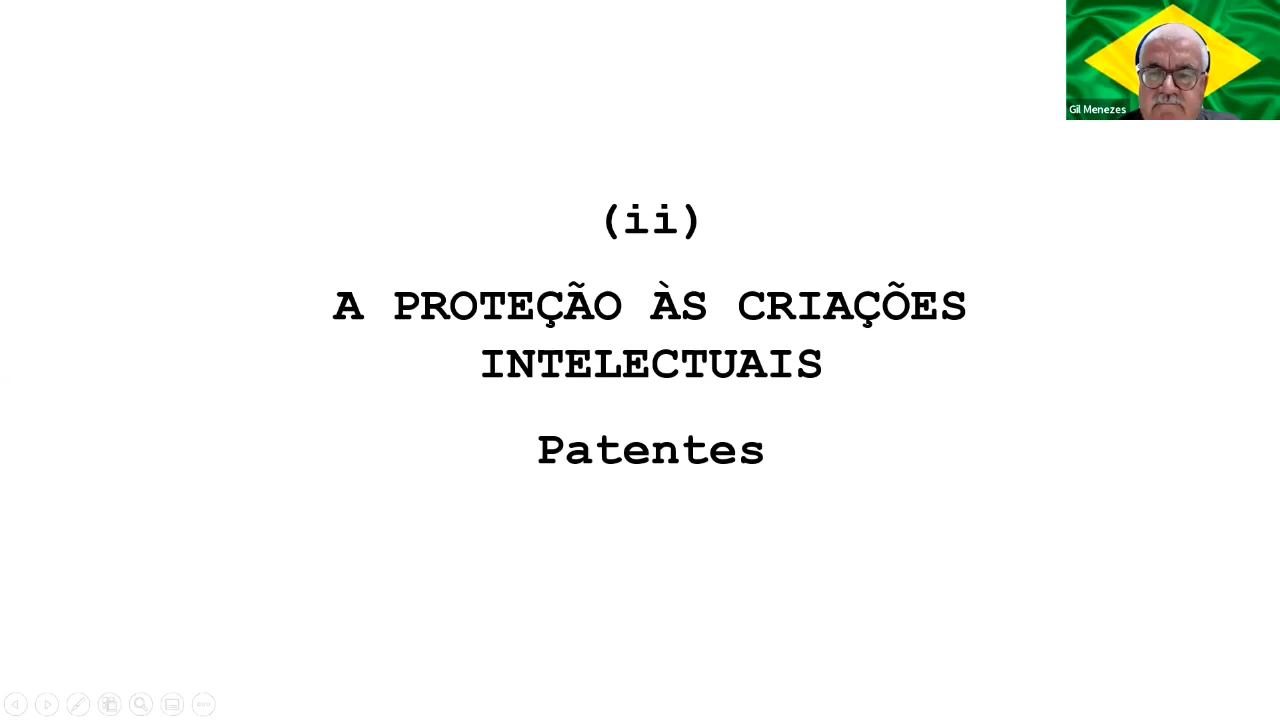 Gil Menezes
(ii)
A PROTEÇÃO ÀS CRIAÇÕES
INTELECTUAIS
Patentes